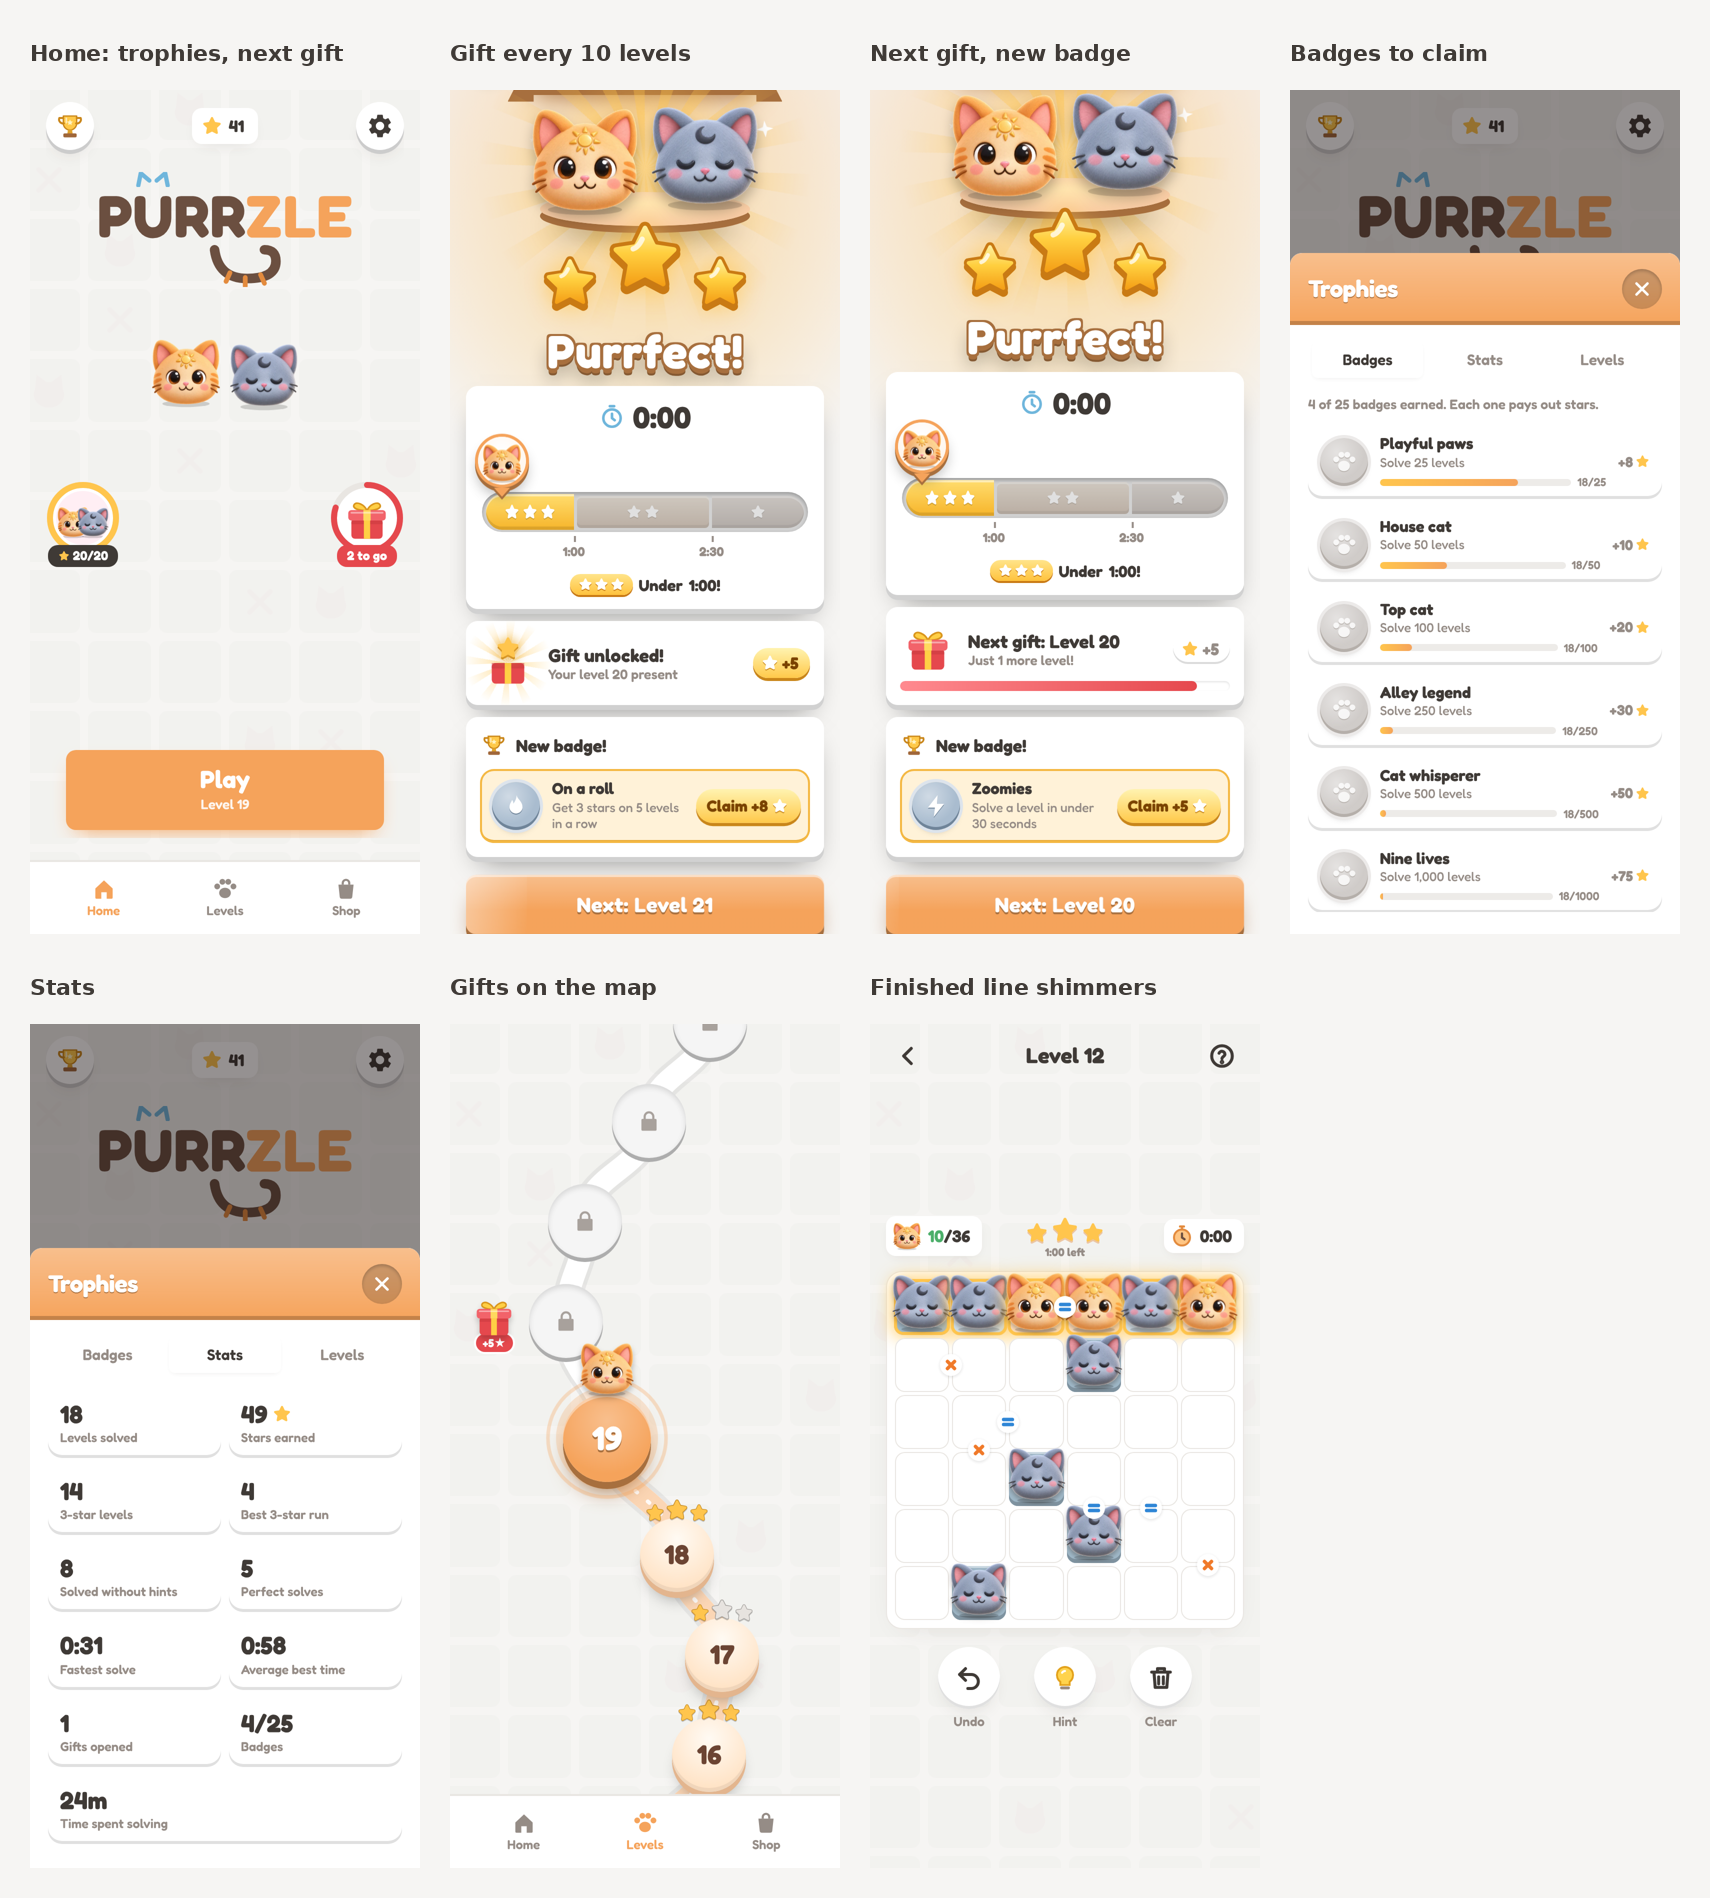 Home: trophies, next gift
41
PURRZLE
20/20
2 to go
Play
Level 19
Home
Levels
Shop
Gift every 10 levels
Purrfect!
0:00
1:00
2:30
Under 1:00!
Gift unlocked!
Your level 20 present
+5
New badge!
On a roll
Get 3 stars on 5 levels
in a row
Claim +8
Next: Level 21
Next gift, new badge
Purrfect!
0:00
1:00
2:30
Under 1:00!
Next gift: Level 20
Just 1 more level!
+5
New badge!
Zoomies
Solve a level in under
30 seconds
Claim +5
Next: Level 20
Badges to claim
41
PURRZLE
Trophies
Badges
Stats
Levels
4 of 25 badges earned. Each one pays out stars.
Playful paws
Solve 25 levels
+8
18/25
House cat
Solve 50 levels
+10
18/50
Top cat
Solve 100 levels
+20
18/100
Alley legend
Solve 250 levels
+30
18/250
Cat whisperer
Solve 500 levels
+50
18/500
Nine lives
Solve 1,000 levels
+75
18/1000
Stats
41
PURRZLE
Trophies
Badges
Stats
Levels
18
Levels solved
49
Stars earned
14
3-star levels
4
Best 3-star run
8
Solved without hints
5
Perfect solves
0:31
Fastest solve
0:58
Average best time
1
Gifts opened
4/25
Badges
24m
Time spent solving
Gifts on the map
+5
19
18
17
16
Home
Levels
Shop
Finished line shimmers
Level 12
10/36
1:00 left
0:00
Undo
Hint
Clear